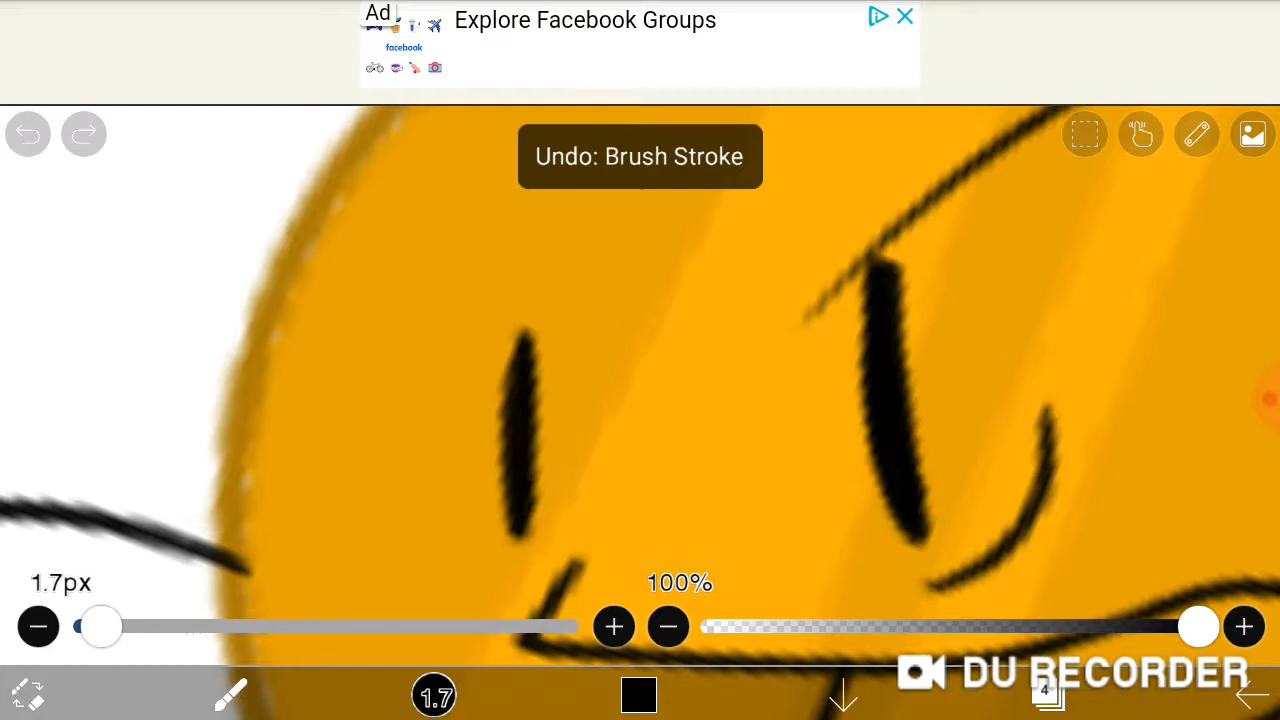 Ad
Explore Facebook Groups
facebook
Undo: Brush Stroke
1.7px
100%
1.7
4
DU RECORDER